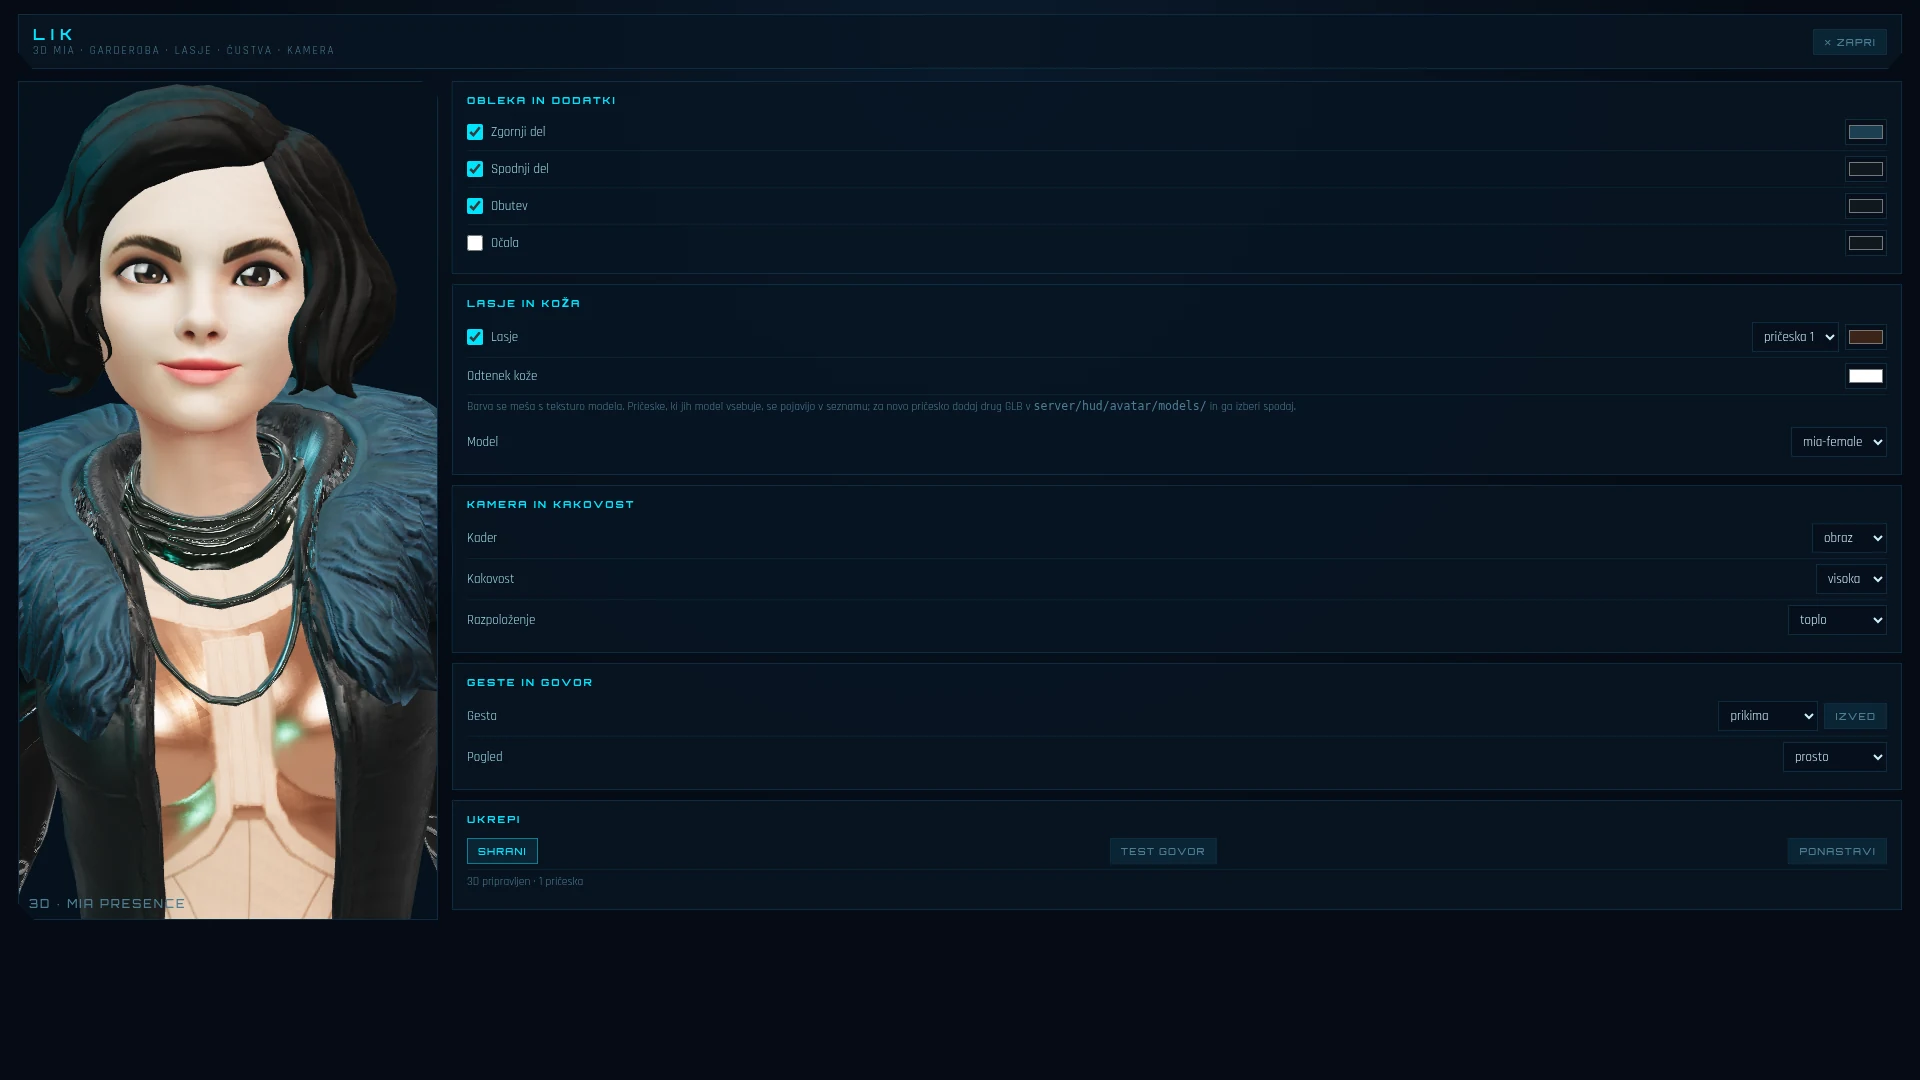 LIK
3D MIA · GARDEROBA · LASJE · ČUSTVA · KAMERA
× ZAPRI
OBLEKA IN DODATKI
Zgornji del
Spodnji del
Obutev
Očala
LASJE IN KOŽA
Lasje
pričeska 1
Odtenek kože
Barva se meša s teksturo modela. Pričeske, ki jih model vsebuje, se pojavijo v seznamu; za novo pričesko dodaj drug GLB v server/hud/avatar/models/ in ga izberi spodaj.
Model
mia-female
KAMERA IN KAKOVOST
Kader
obraz
Kakovost
visoka
Razpoloženje
toplo
GESTE IN GOVOR
Gesta
prikima
IZVED
Pogled
prosto
UKREPI
SHRANI
TEST GOVOR
PONASTAVI
3D pripravljen · 1 pričeska
3D · MIA PRESENCE